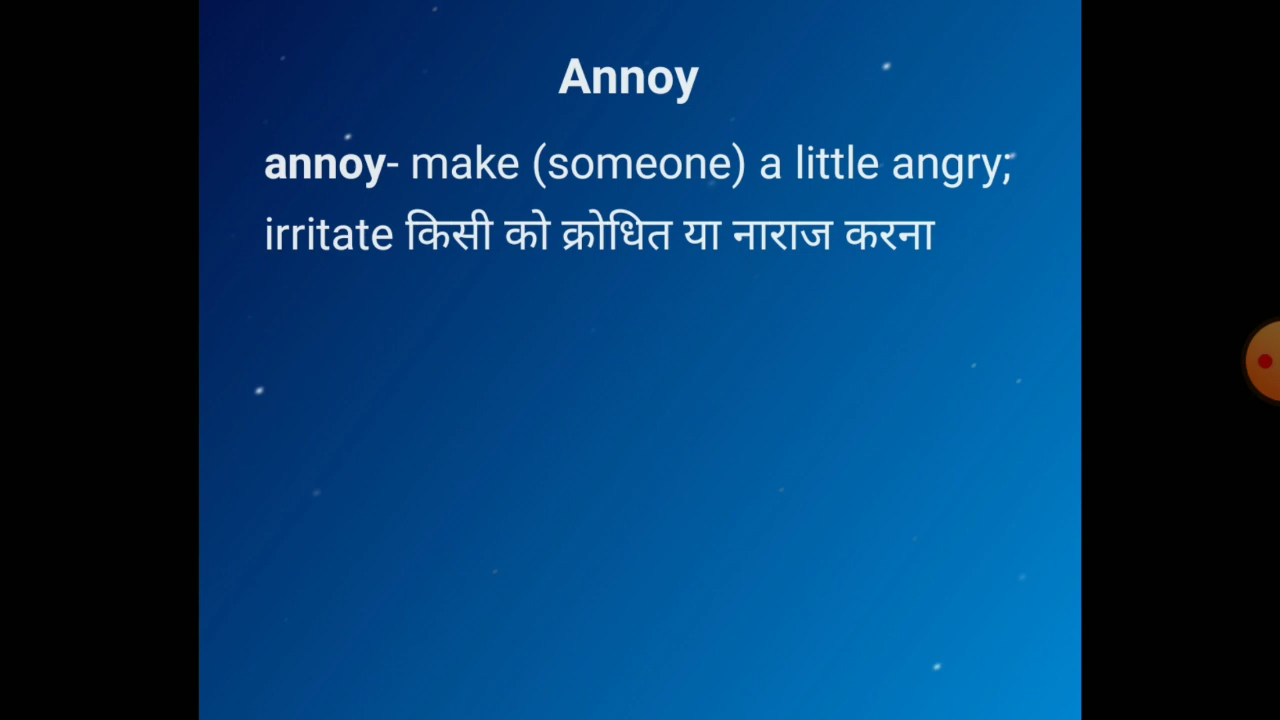 Annoy
annoy- make (someone) a little angry;
irritate किसी को क्रोधित या नाराज करना